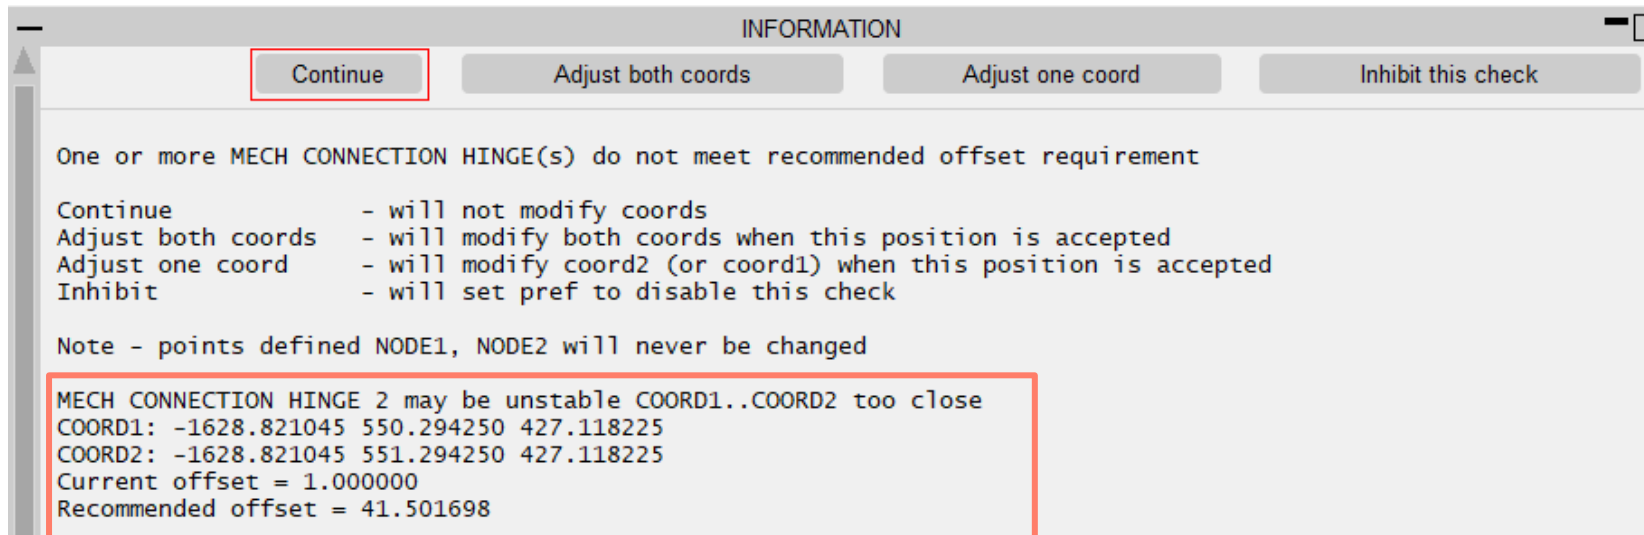 INFORMATION
Continue Adjust both coords Adjust one coord Inhibit this check
One or more MECH CONNECTION HINGE(s) do not meet recommended offset requirement
Continue - will not modify coords
Adjust both coords - will modify both coords when this position is accepted
Adjust one coord - will modify coord2 (or coord1) when this position is accepted
Inhibit - will set pref to disable this check
Note - points defined NODE1, NODE2 will never be changed
MECH CONNECTION HINGE 2 may be unstable COORD1..COORD2 too close
COORD1: -1628.821045 550.294250 427.118225
COORD2: -1628.821045 551.294250 427.118225
Current offset = 1.000000
Recommended offset = 41.501698